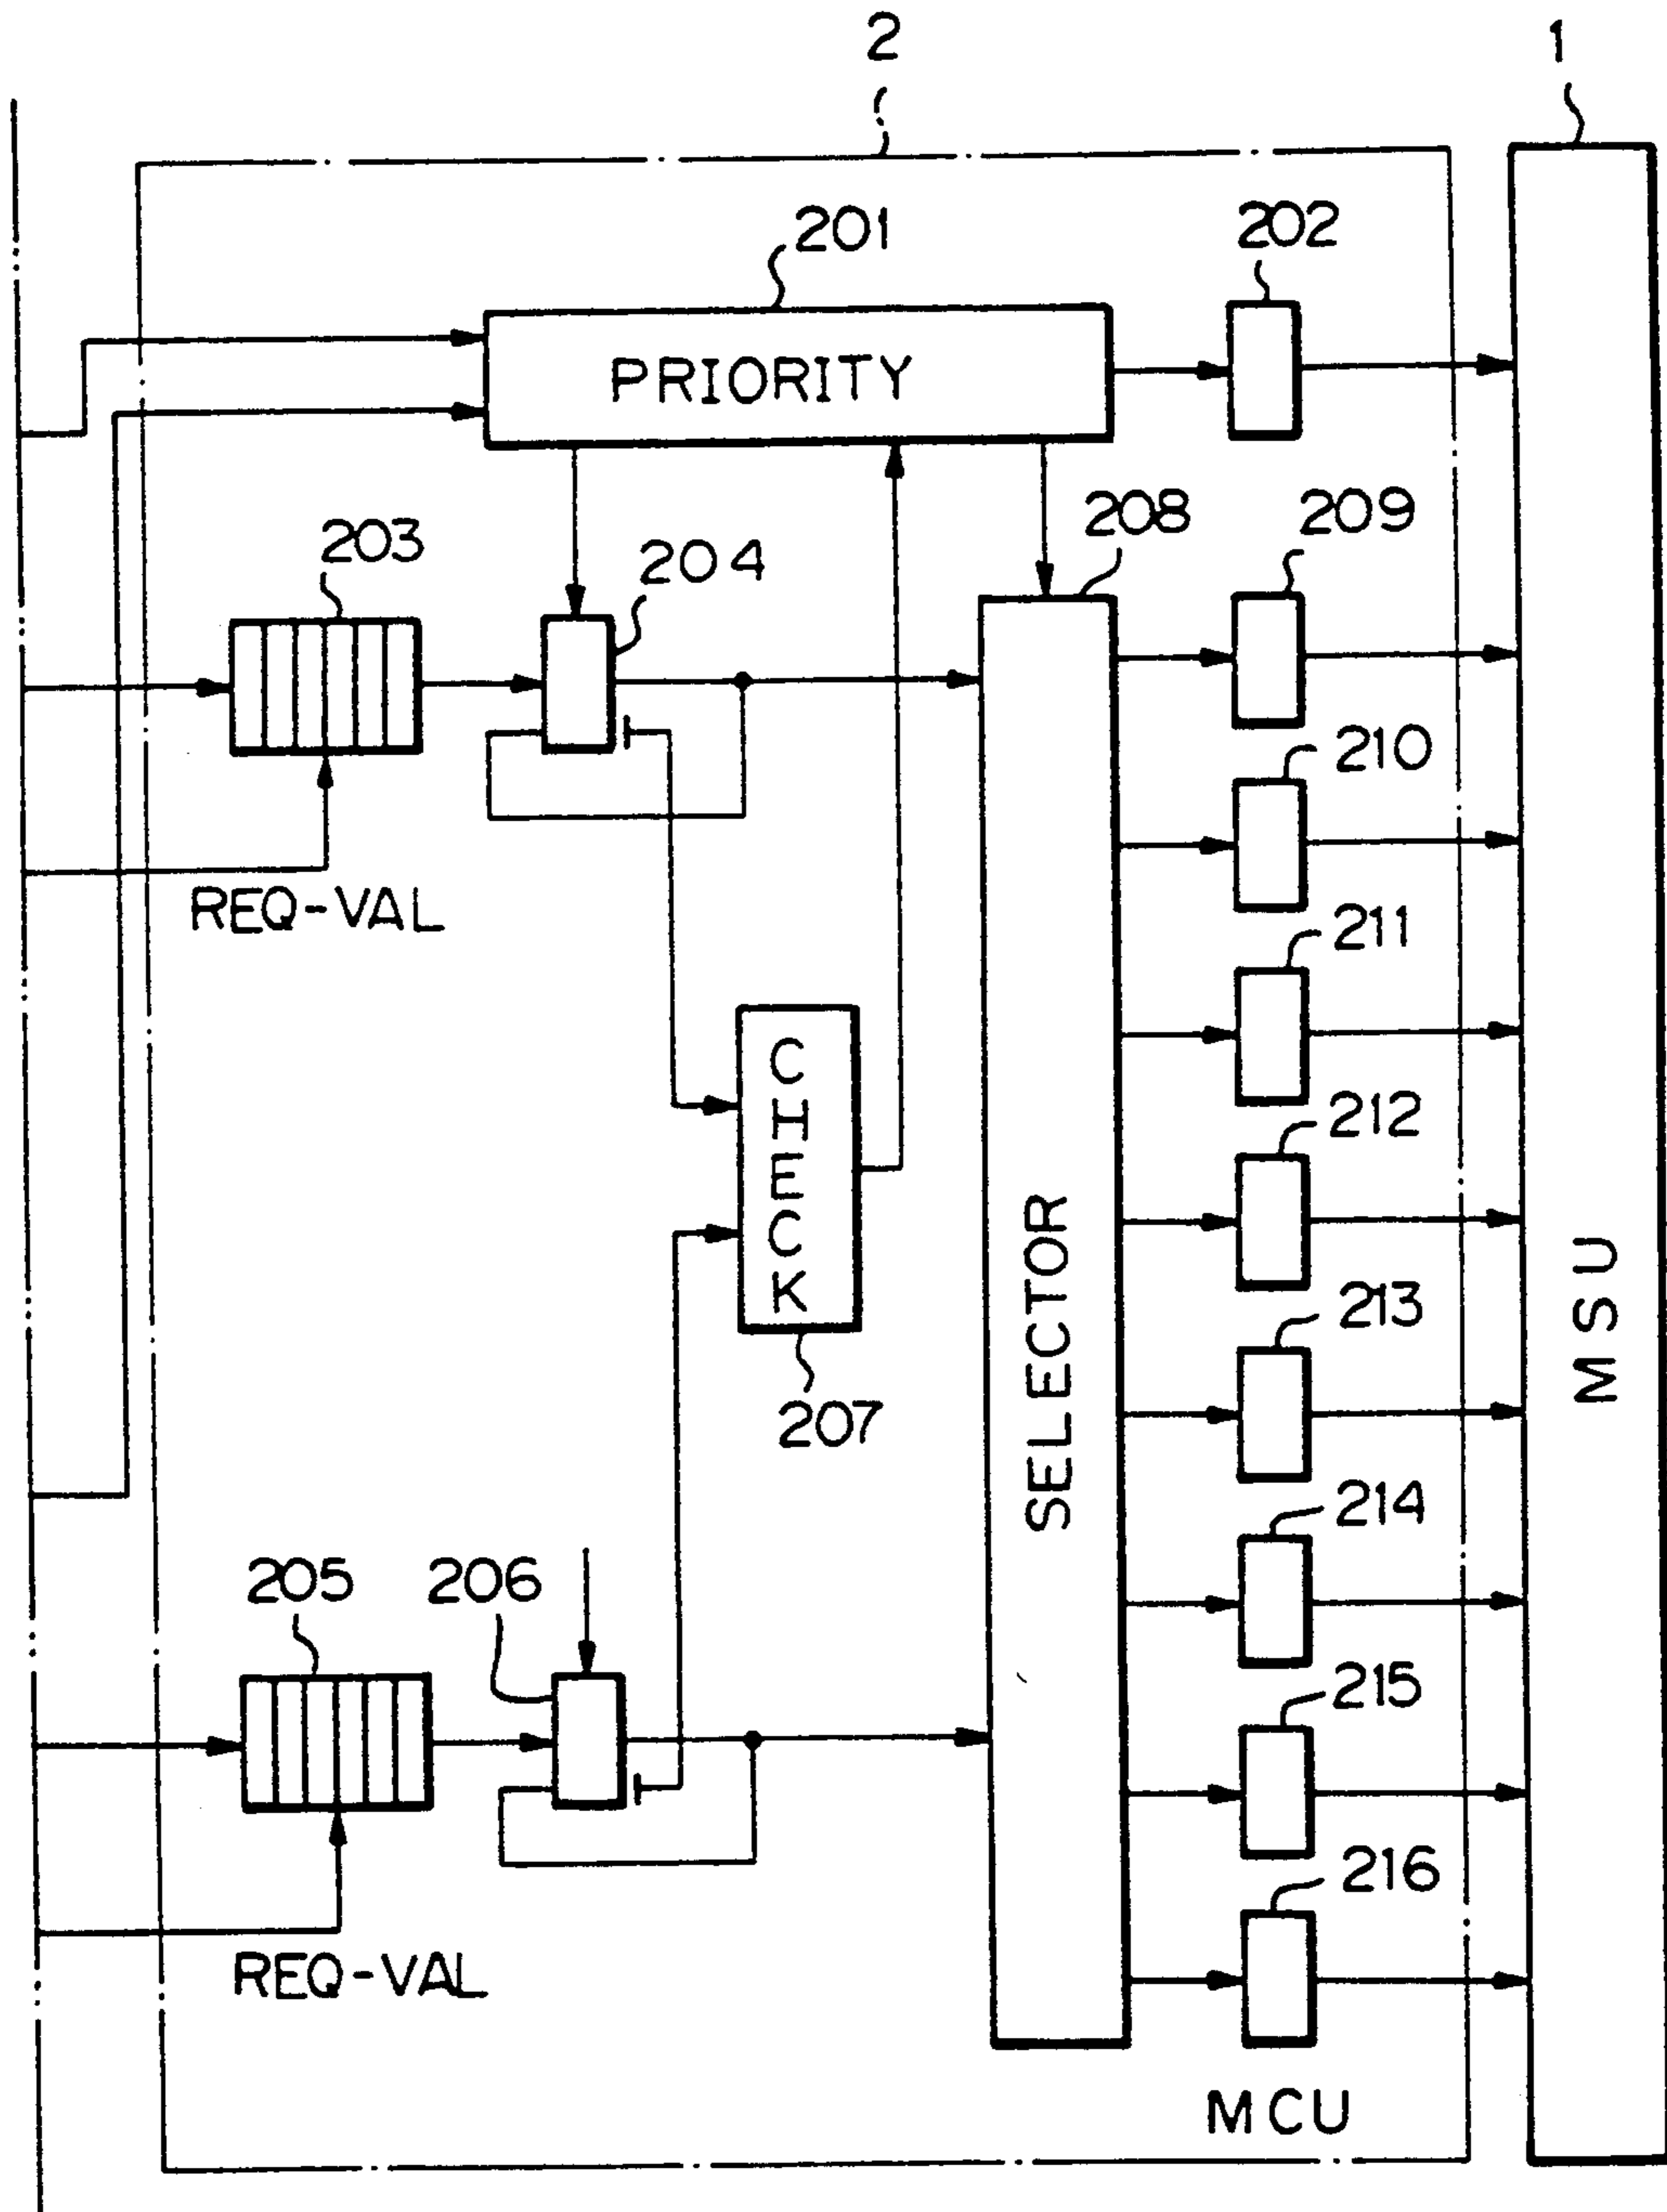 2
1
201
202
PRIORITY
203
204
208
209
210
REQ-VAL
211
CHECK
212
SELECTOR
MSU
213
207
214
205
206
215
216
REQ-VAL
MCU